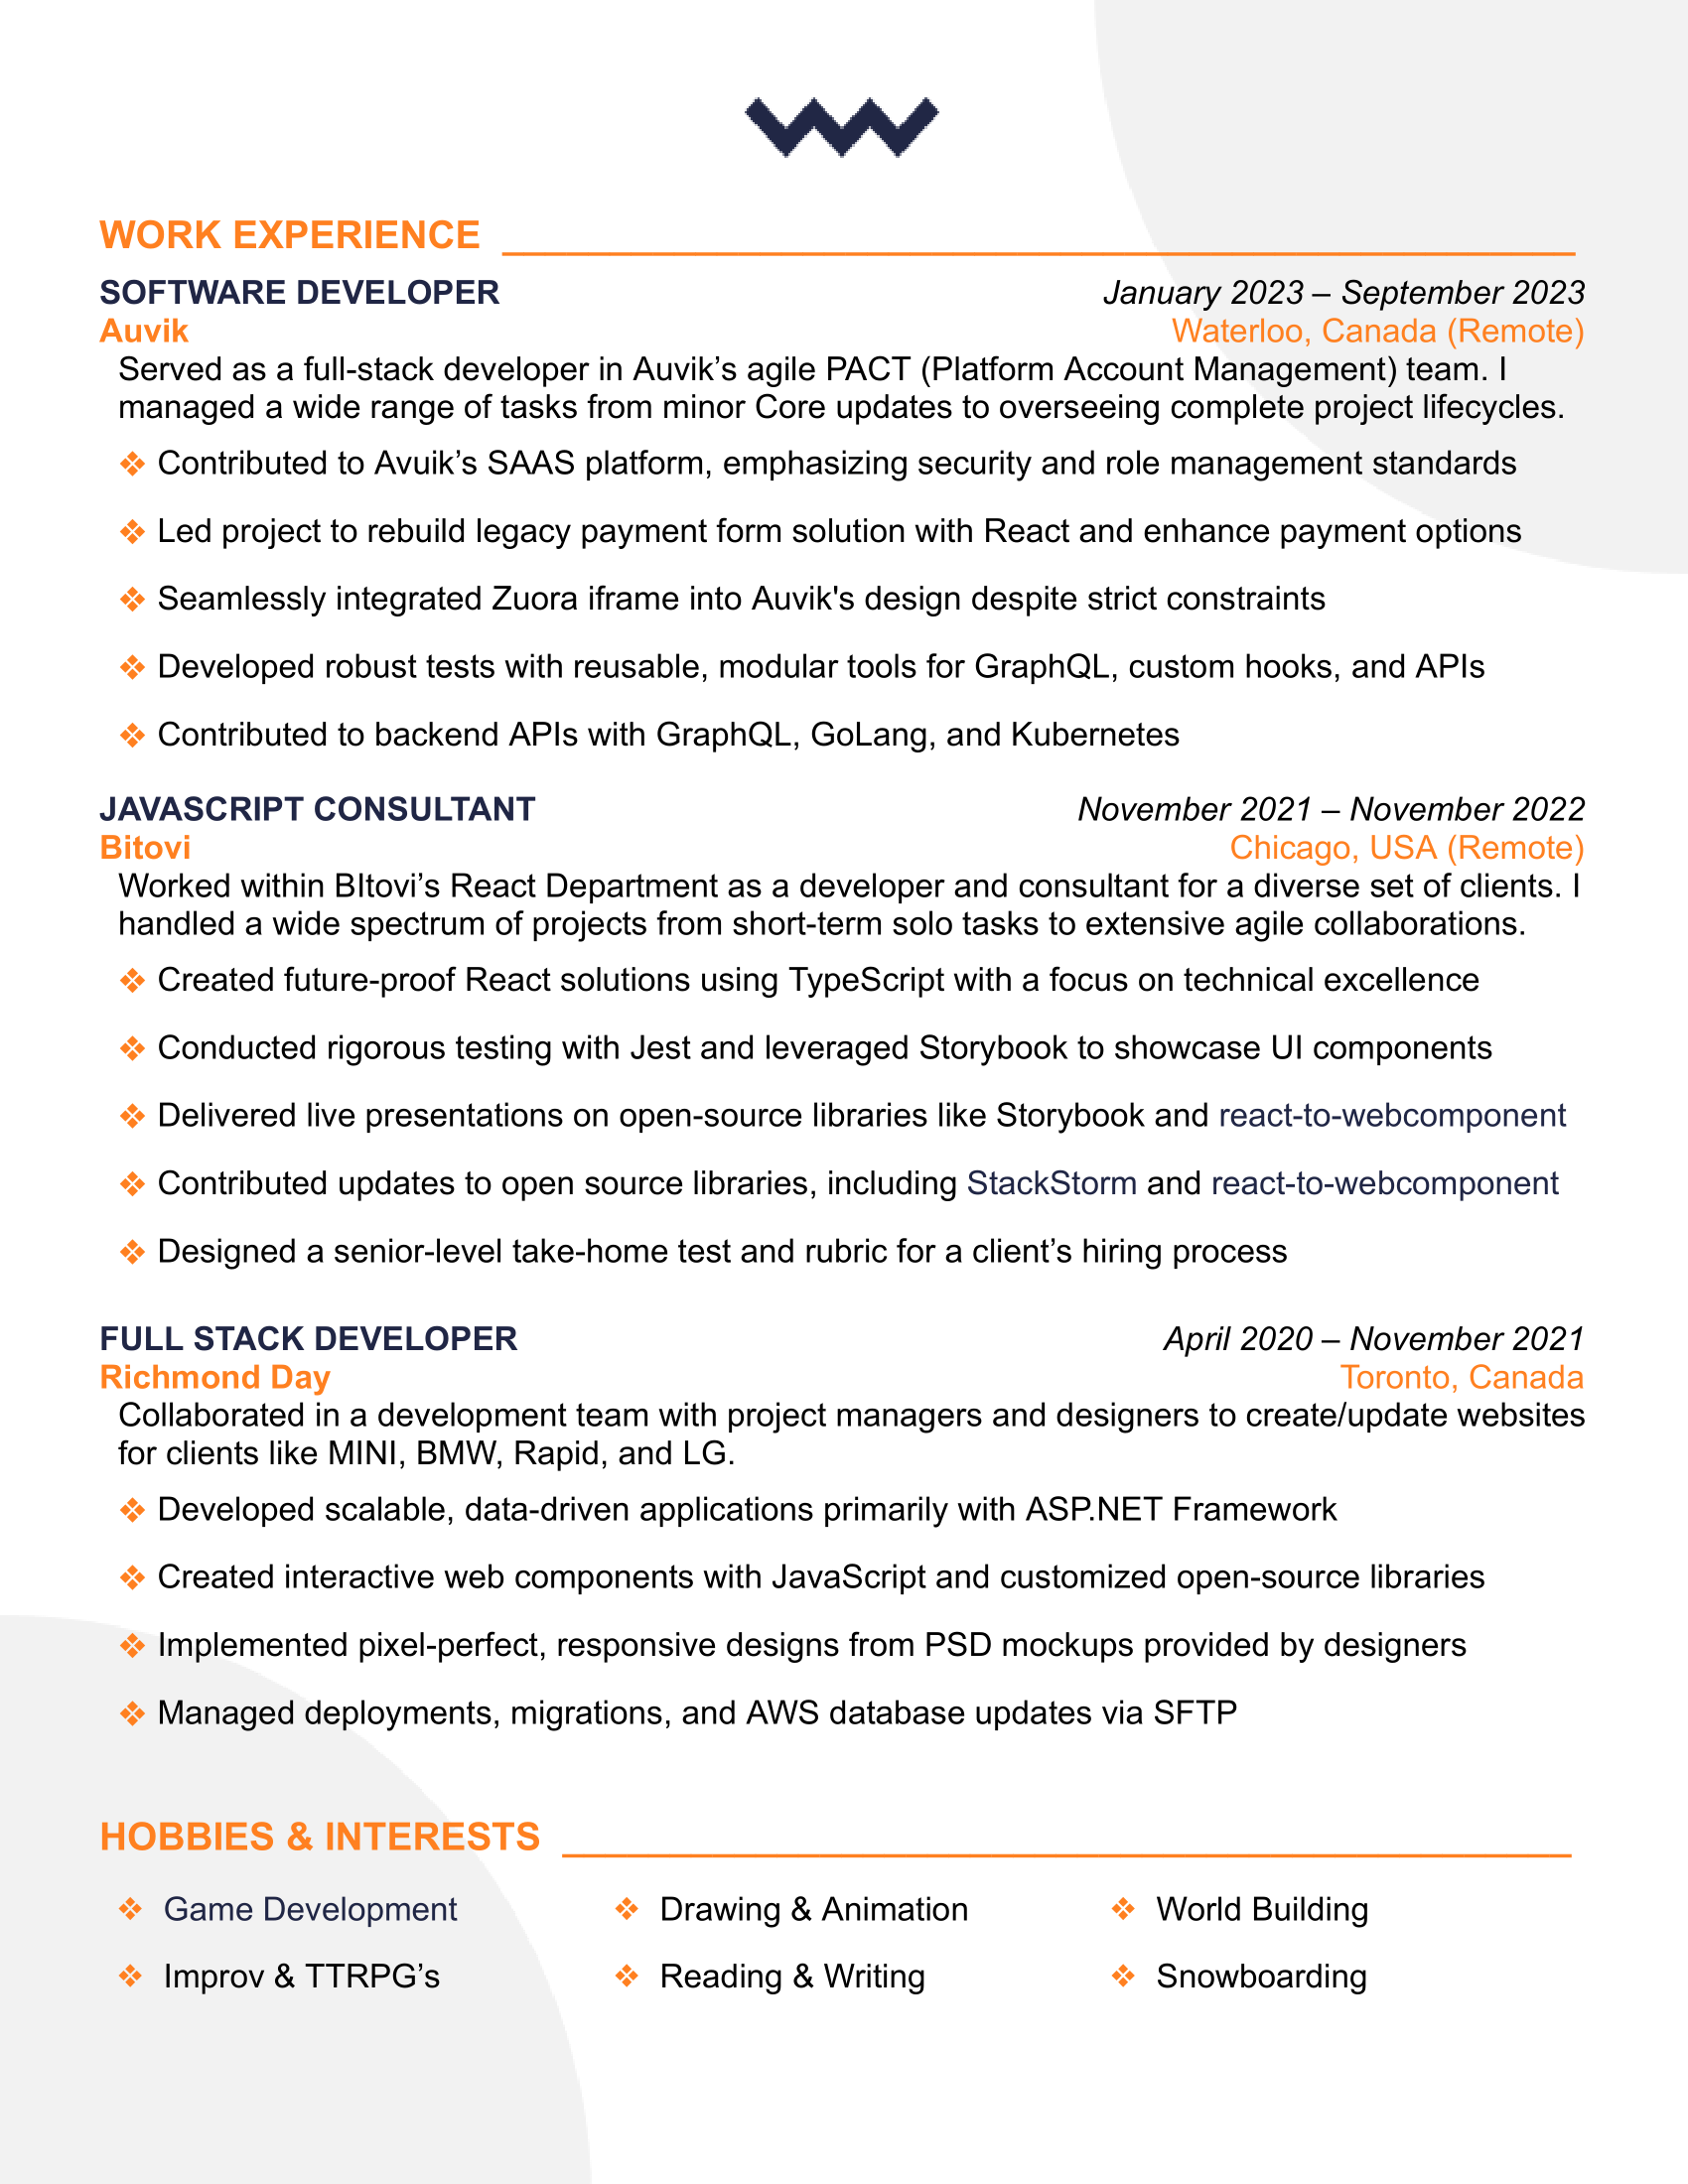 WORK EXPERIENCE
SOFTWARE DEVELOPER January 2023 – September 2023
Auvik Waterloo, Canada (Remote)
Served as a full-stack developer in Auvik’s agile PACT (Platform Account Management) team. I
managed a wide range of tasks from minor Core updates to overseeing complete project lifecycles.
❖ Contributed to Avuik’s SAAS platform, emphasizing security and role management standards
❖ Led project to rebuild legacy payment form solution with React and enhance payment options
❖ Seamlessly integrated Zuora iframe into Auvik's design despite strict constraints
❖ Developed robust tests with reusable, modular tools for GraphQL, custom hooks, and APIs
❖ Contributed to backend APIs with GraphQL, GoLang, and Kubernetes
JAVASCRIPT CONSULTANT November 2021 – November 2022
Bitovi Chicago, USA (Remote)
Worked within BItovi’s React Department as a developer and consultant for a diverse set of clients. I
handled a wide spectrum of projects from short-term solo tasks to extensive agile collaborations.
❖ Created future-proof React solutions using TypeScript with a focus on technical excellence
❖ Conducted rigorous testing with Jest and leveraged Storybook to showcase UI components
❖ Delivered live presentations on open-source libraries like Storybook and react-to-webcomponent
❖ Contributed updates to open source libraries, including StackStorm and react-to-webcomponent
❖ Designed a senior-level take-home test and rubric for a client’s hiring process
FULL STACK DEVELOPER April 2020 – November 2021
Richmond Day Toronto, Canada
Collaborated in a development team with project managers and designers to create/update websites
for clients like MINI, BMW, Rapid, and LG.
❖ Developed scalable, data-driven applications primarily with ASP.NET Framework
❖ Created interactive web components with JavaScript and customized open-source libraries
❖ Implemented pixel-perfect, responsive designs from PSD mockups provided by designers
❖ Managed deployments, migrations, and AWS database updates via SFTP
HOBBIES & INTERESTS
❖ Game Development ❖ Drawing & Animation ❖ World Building
❖ Improv & TTRPG’s ❖ Reading & Writing ❖ Snowboarding